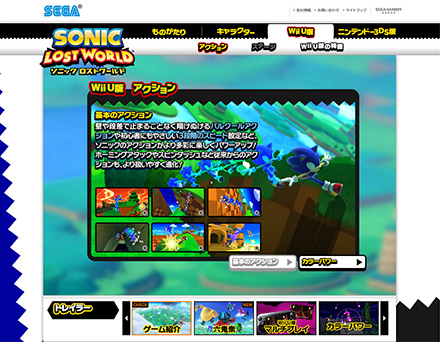 SEGA
会社情報 お問い合わせ サイトマップ SEGA SAMMY
SONIC
LOST WORLD
ソニック ロストワールド
ものがたり キャラクター Wii U版 ニンテンドー3DS版
アクション ステージ Wii U版の特徴
Wii U版 アクション
基本のアクション
壁や段差で止まることなく駆けぬけるパルクールアク
ションや初心者にもやさしい3段階のスピード設定など、
ソニックのアクションがより多彩に楽しくパワーアップ!
ホーミングアタックやスピンダッシュなど従来からのアク
ションも、より扱いやすく進化!
基本のアクション カラーパワー
トレイラー
CHECK
ゲーム紹介
NEW
六鬼衆
マルチプレイ
カラーパワー